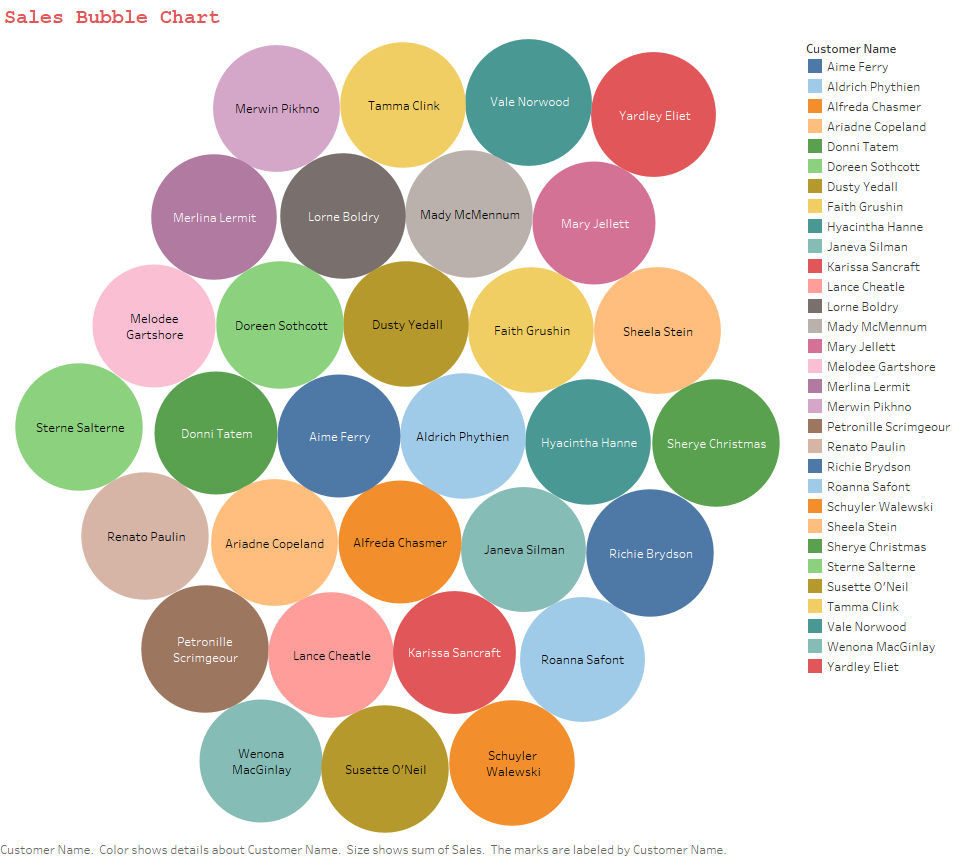 Sales Bubble Chart
Merwin Pikhno
Tamma Clink
Vale Norwood
Yardley Eliet
Merlina Lermit
Lorne Boldry
Mady McMennum
Mary Jellett
Melodee
Gartshore
Doreen Sothcott
Dusty Yedall
Faith Grushin
Sheela Stein
Sterne Salterne
Donni Tatem
Aime Ferry
Aldrich Phythien
Hyacintha Hanne
Sherye Christmas
Renato Paulin
Ariadne Copeland
Alfreda Chasmer
Janeva Silman
Richie Brydson
Petronille
Scrimgeour
Lance Cheatle
Karissa Sancraft
Roanna Safont
Wenona
MacGinlay
Susette O'Neil
Schuyler
Walewski
Customer Name
Aime Ferry
Aldrich Phythien
Alfreda Chasmer
Ariadne Copeland
Donni Tatem
Doreen Sothcott
Dusty Yedall
Faith Grushin
Hyacintha Hanne
Janeva Silman
Karissa Sancraft
Lance Cheatle
Lorne Boldry
Mady McMennum
Mary Jellett
Melodee Gartshore
Merlina Lermit
Merwin Pikhno
Petronille Scrimgeour
Renato Paulin
Richie Brydson
Roanna Safont
Schuyler Walewski
Sheela Stein
Sherye Christmas
Sterne Salterne
Susette O'Neil
Tamma Clink
Vale Norwood
Wenona MacGinlay
Yardley Eliet
Customer Name.  Color shows details about Customer Name.  Size shows sum of Sales.  The marks are labeled by Customer Name.